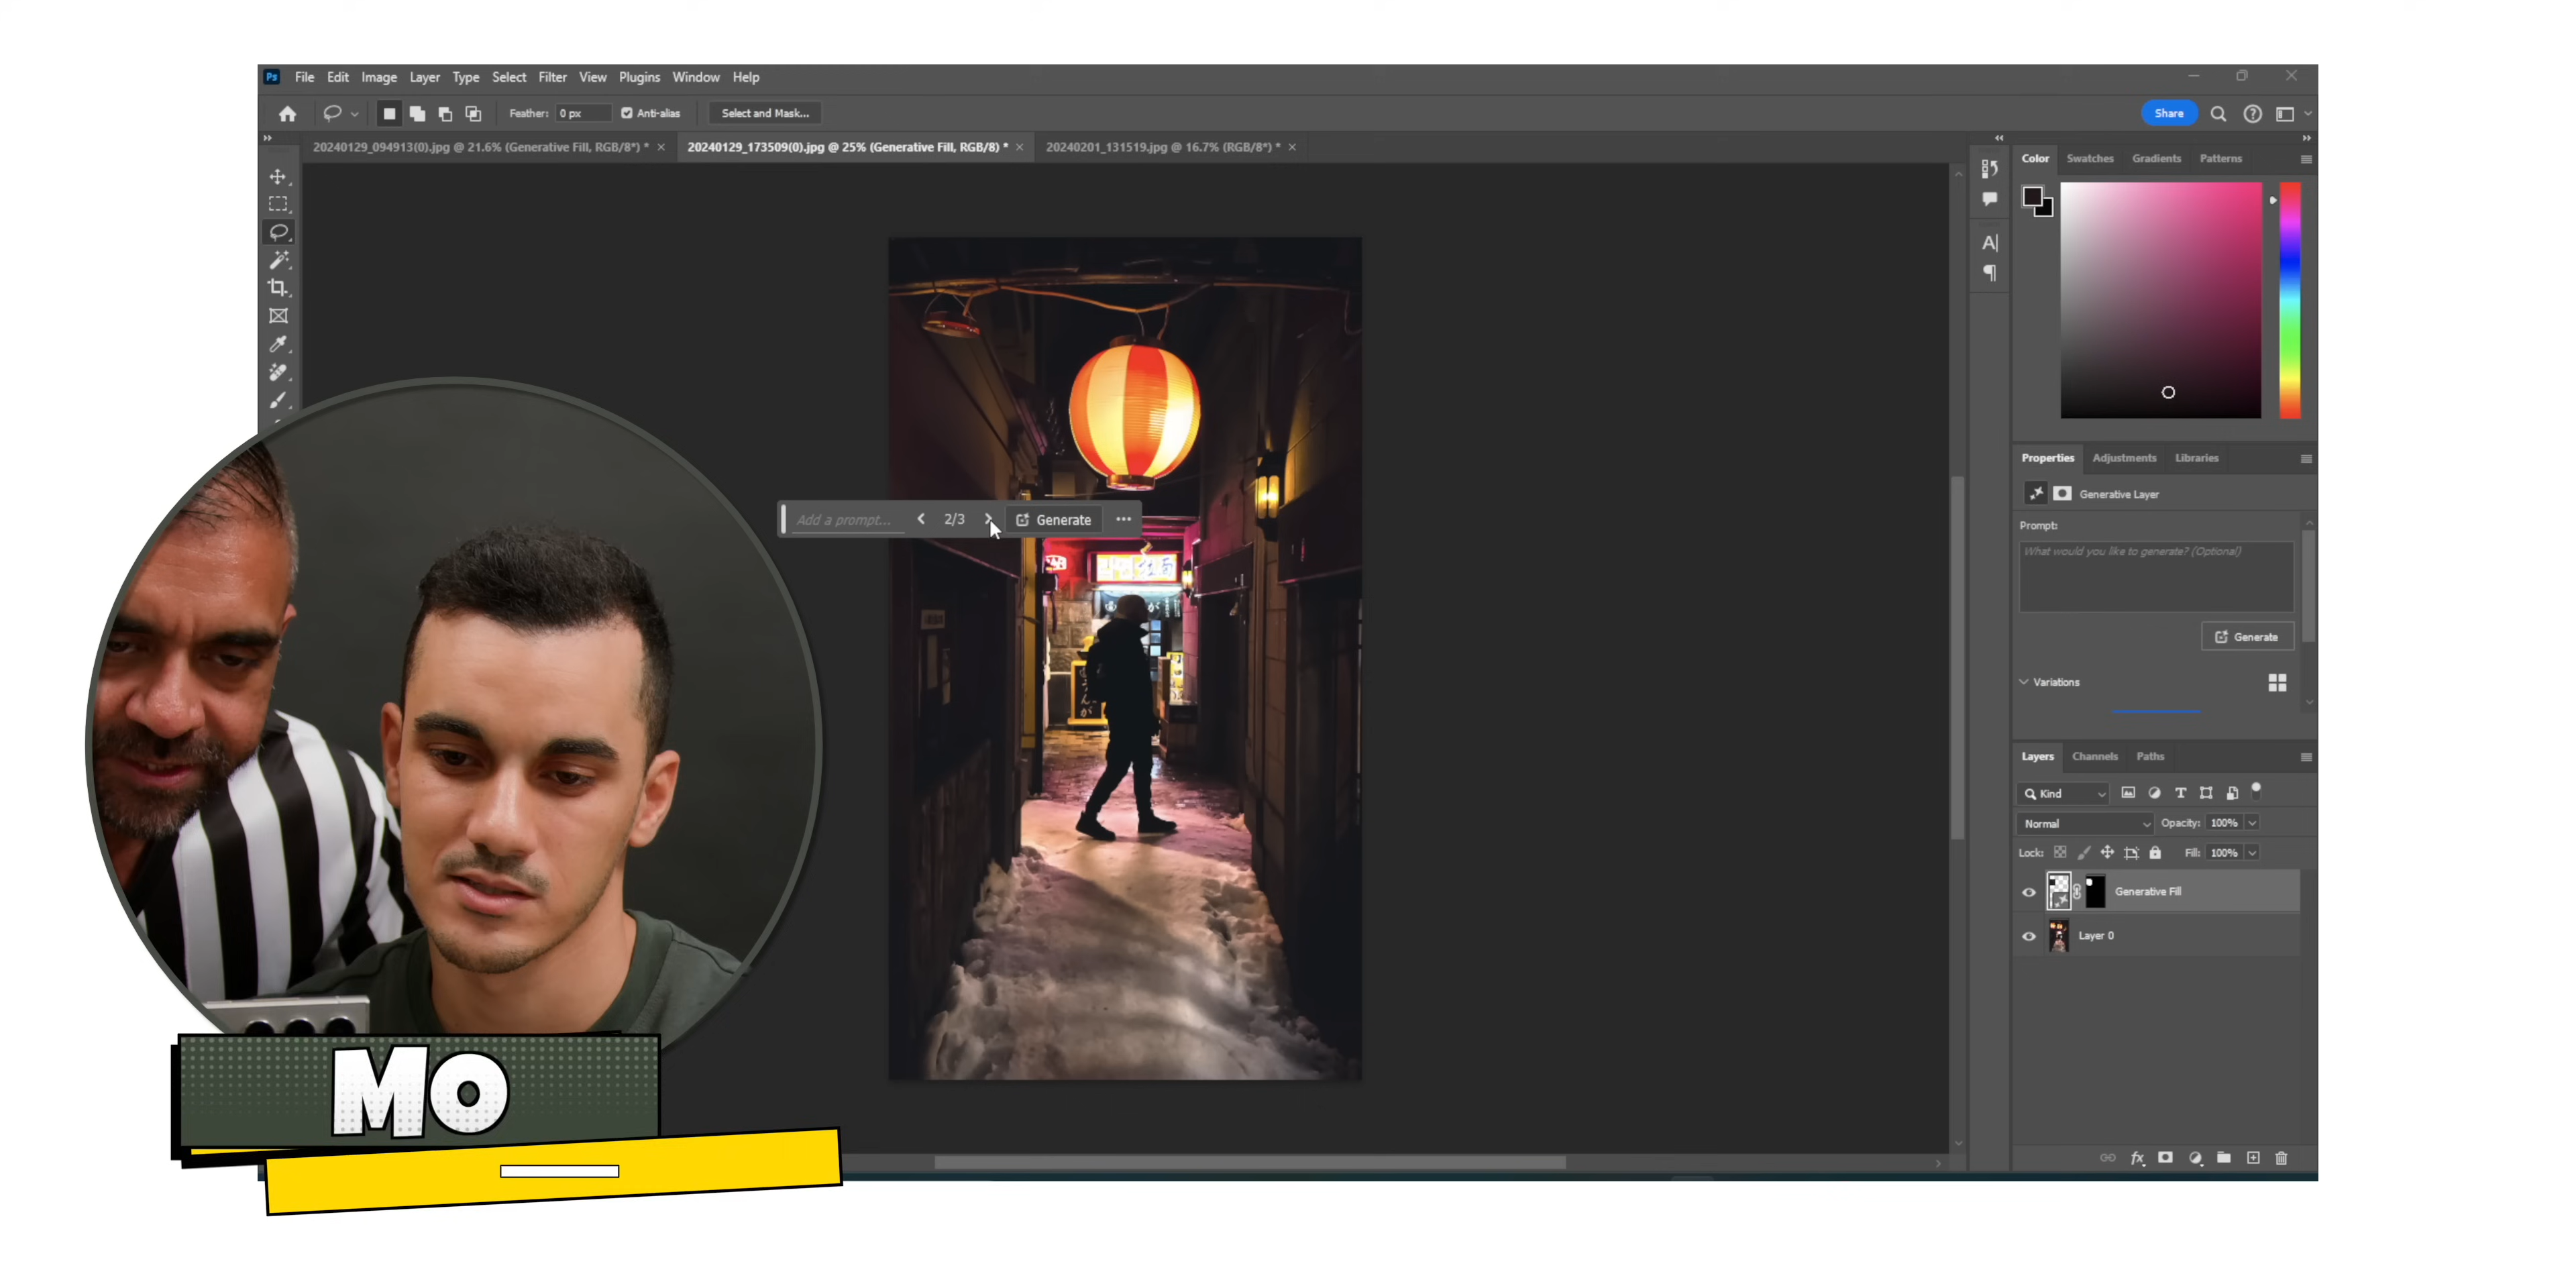 Ps File Edit Image Layer Type Select Filter View Plugins Window Help
Feather: 0 px Anti-alias Select and Mask... Share
20240129_094913(0).jpg @ 21.6% (Generative Fill, RGB/8*) * × 20240129_173509(0).jpg @ 25% (Generative Fill, RGB/8) * × 20240201_131519.jpg @ 16.7% (RGB/8*) * ×
Color Swatches Gradients Patterns
Properties Adjustments Libraries
Generative Layer
Prompt:
What would you like to generate? (Optional)
Generate
Variations
Add a prompt... 2/3 Generate ...
Layers Channels Paths
Kind
Normal Opacity: 100%
Lock: Fill: 100%
Generative Fill
Layer 0
fx
MO